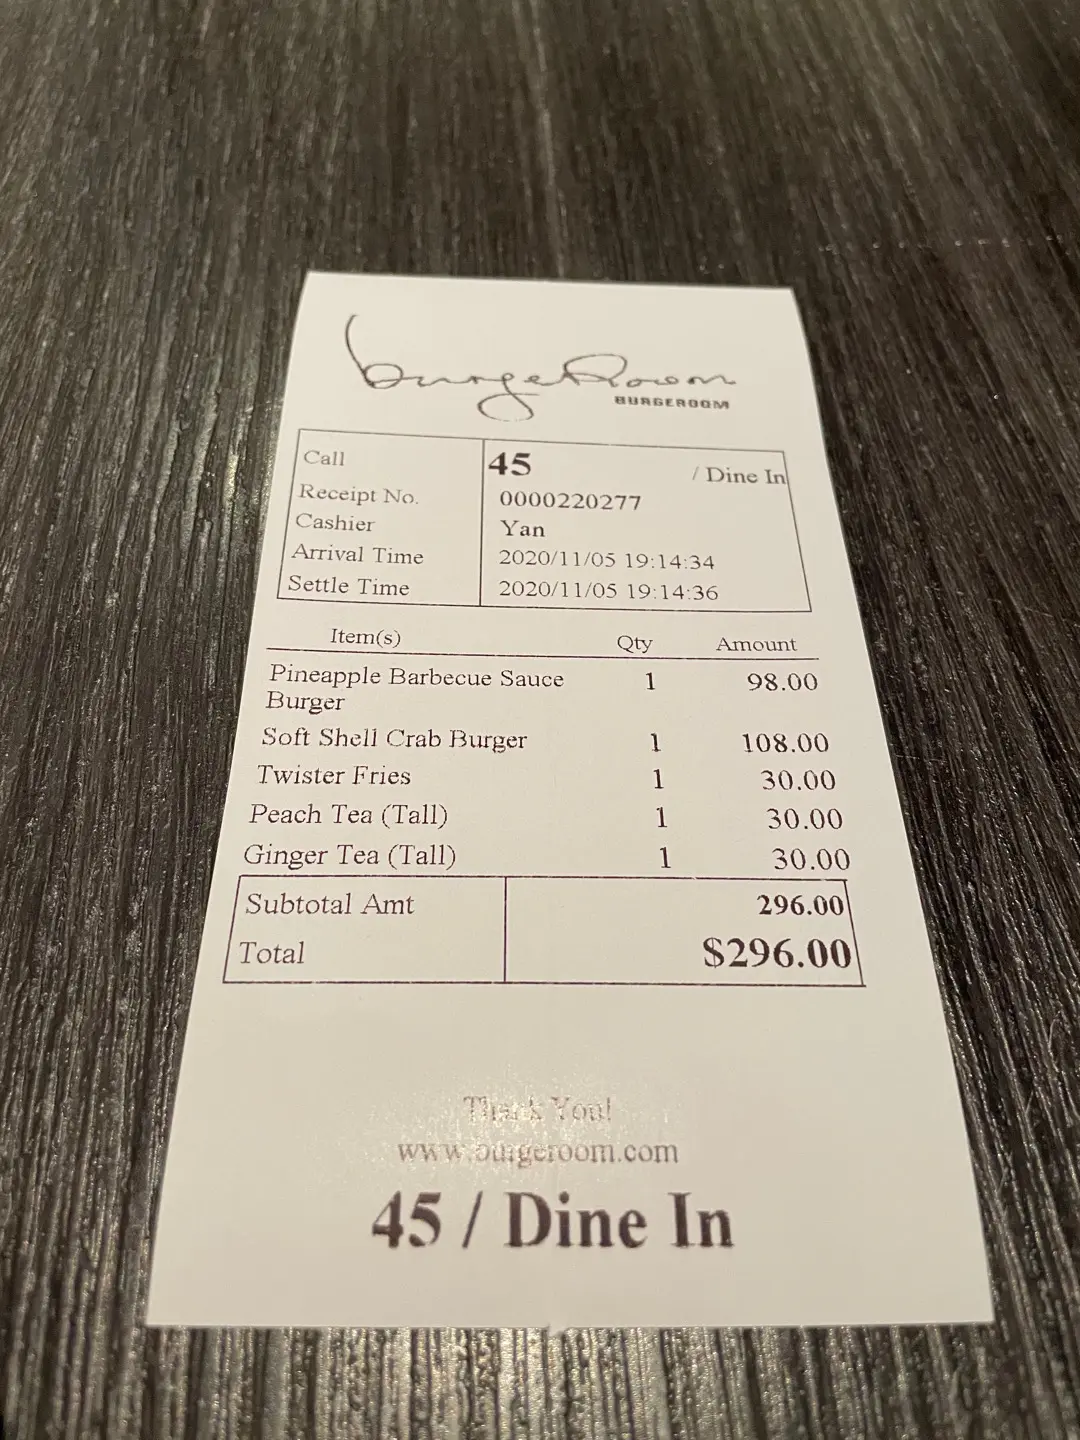 burgeRoom
BURGEROOM
Call 45 / Dine In
Receipt No. 0000220277
Cashier Yan
Arrival Time 2020/11/05 19:14:34
Settle Time 2020/11/05 19:14:36
Item(s) Qty Amount
Pineapple Barbecue Sauce 1 98.00
Burger
Soft Shell Crab Burger 1 108.00
Twister Fries 1 30.00
Peach Tea (Tall) 1 30.00
Ginger Tea (Tall) 1 30.00
Subtotal Amt 296.00
Total $296.00
Thank You!
www.burgeroom.com
45 / Dine In